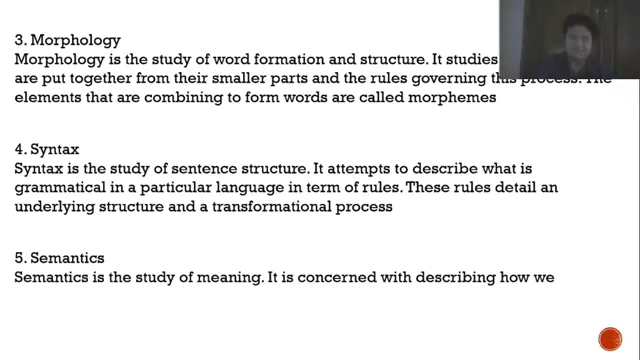 3. Morphology
Morphology is the study of word formation and structure. It studies
are put together from their smaller parts and the rules governing this process. The
elements that are combining to form words are called morphemes
4. Syntax
Syntax is the study of sentence structure. It attempts to describe what is
grammatical in a particular language in term of rules. These rules detail an
underlying structure and a transformational process
5. Semantics
Semantics is the study of meaning. It is concerned with describing how we